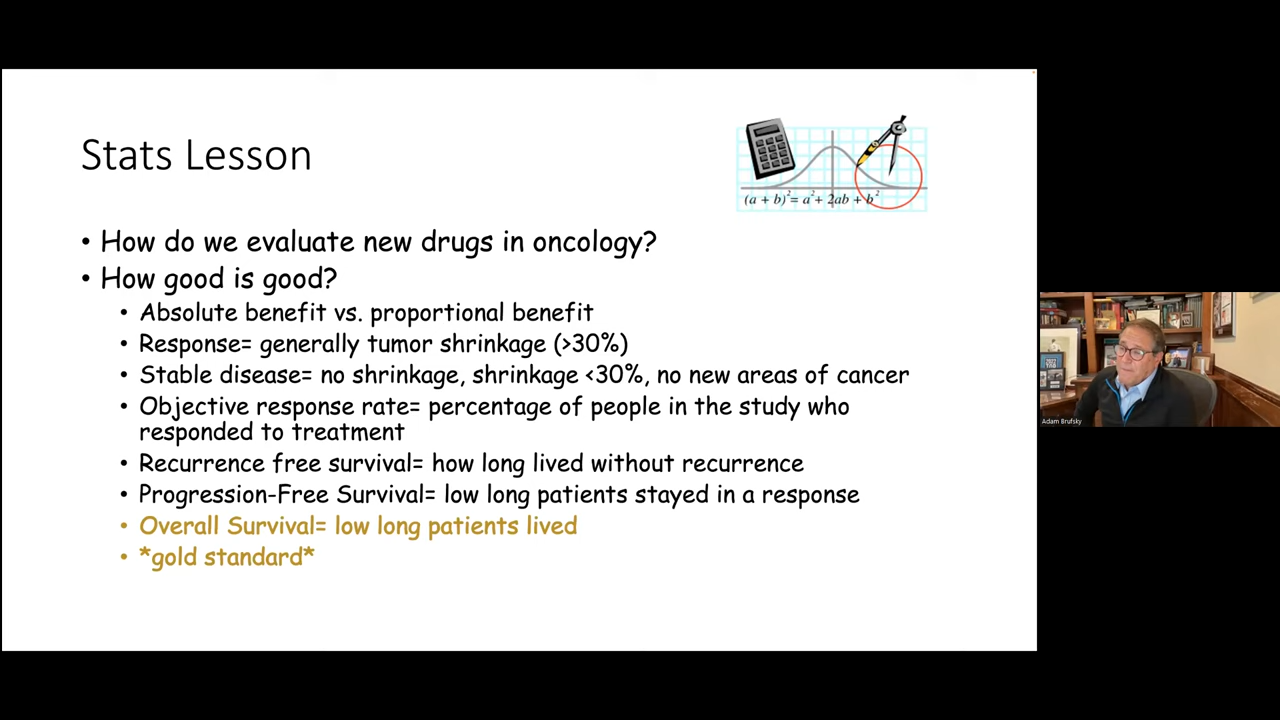 Stats Lesson
(a + b)²= a²+ 2ab + b²
• How do we evaluate new drugs in oncology?
• How good is good?
• Absolute benefit vs. proportional benefit
• Response= generally tumor shrinkage (>30%)
• Stable disease= no shrinkage, shrinkage <30%, no new areas of cancer
• Objective response rate= percentage of people in the study who
responded to treatment
• Recurrence free survival= how long lived without recurrence
• Progression-Free Survival= low long patients stayed in a response
• Overall Survival= low long patients lived
• *gold standard*
Adam Brufsky